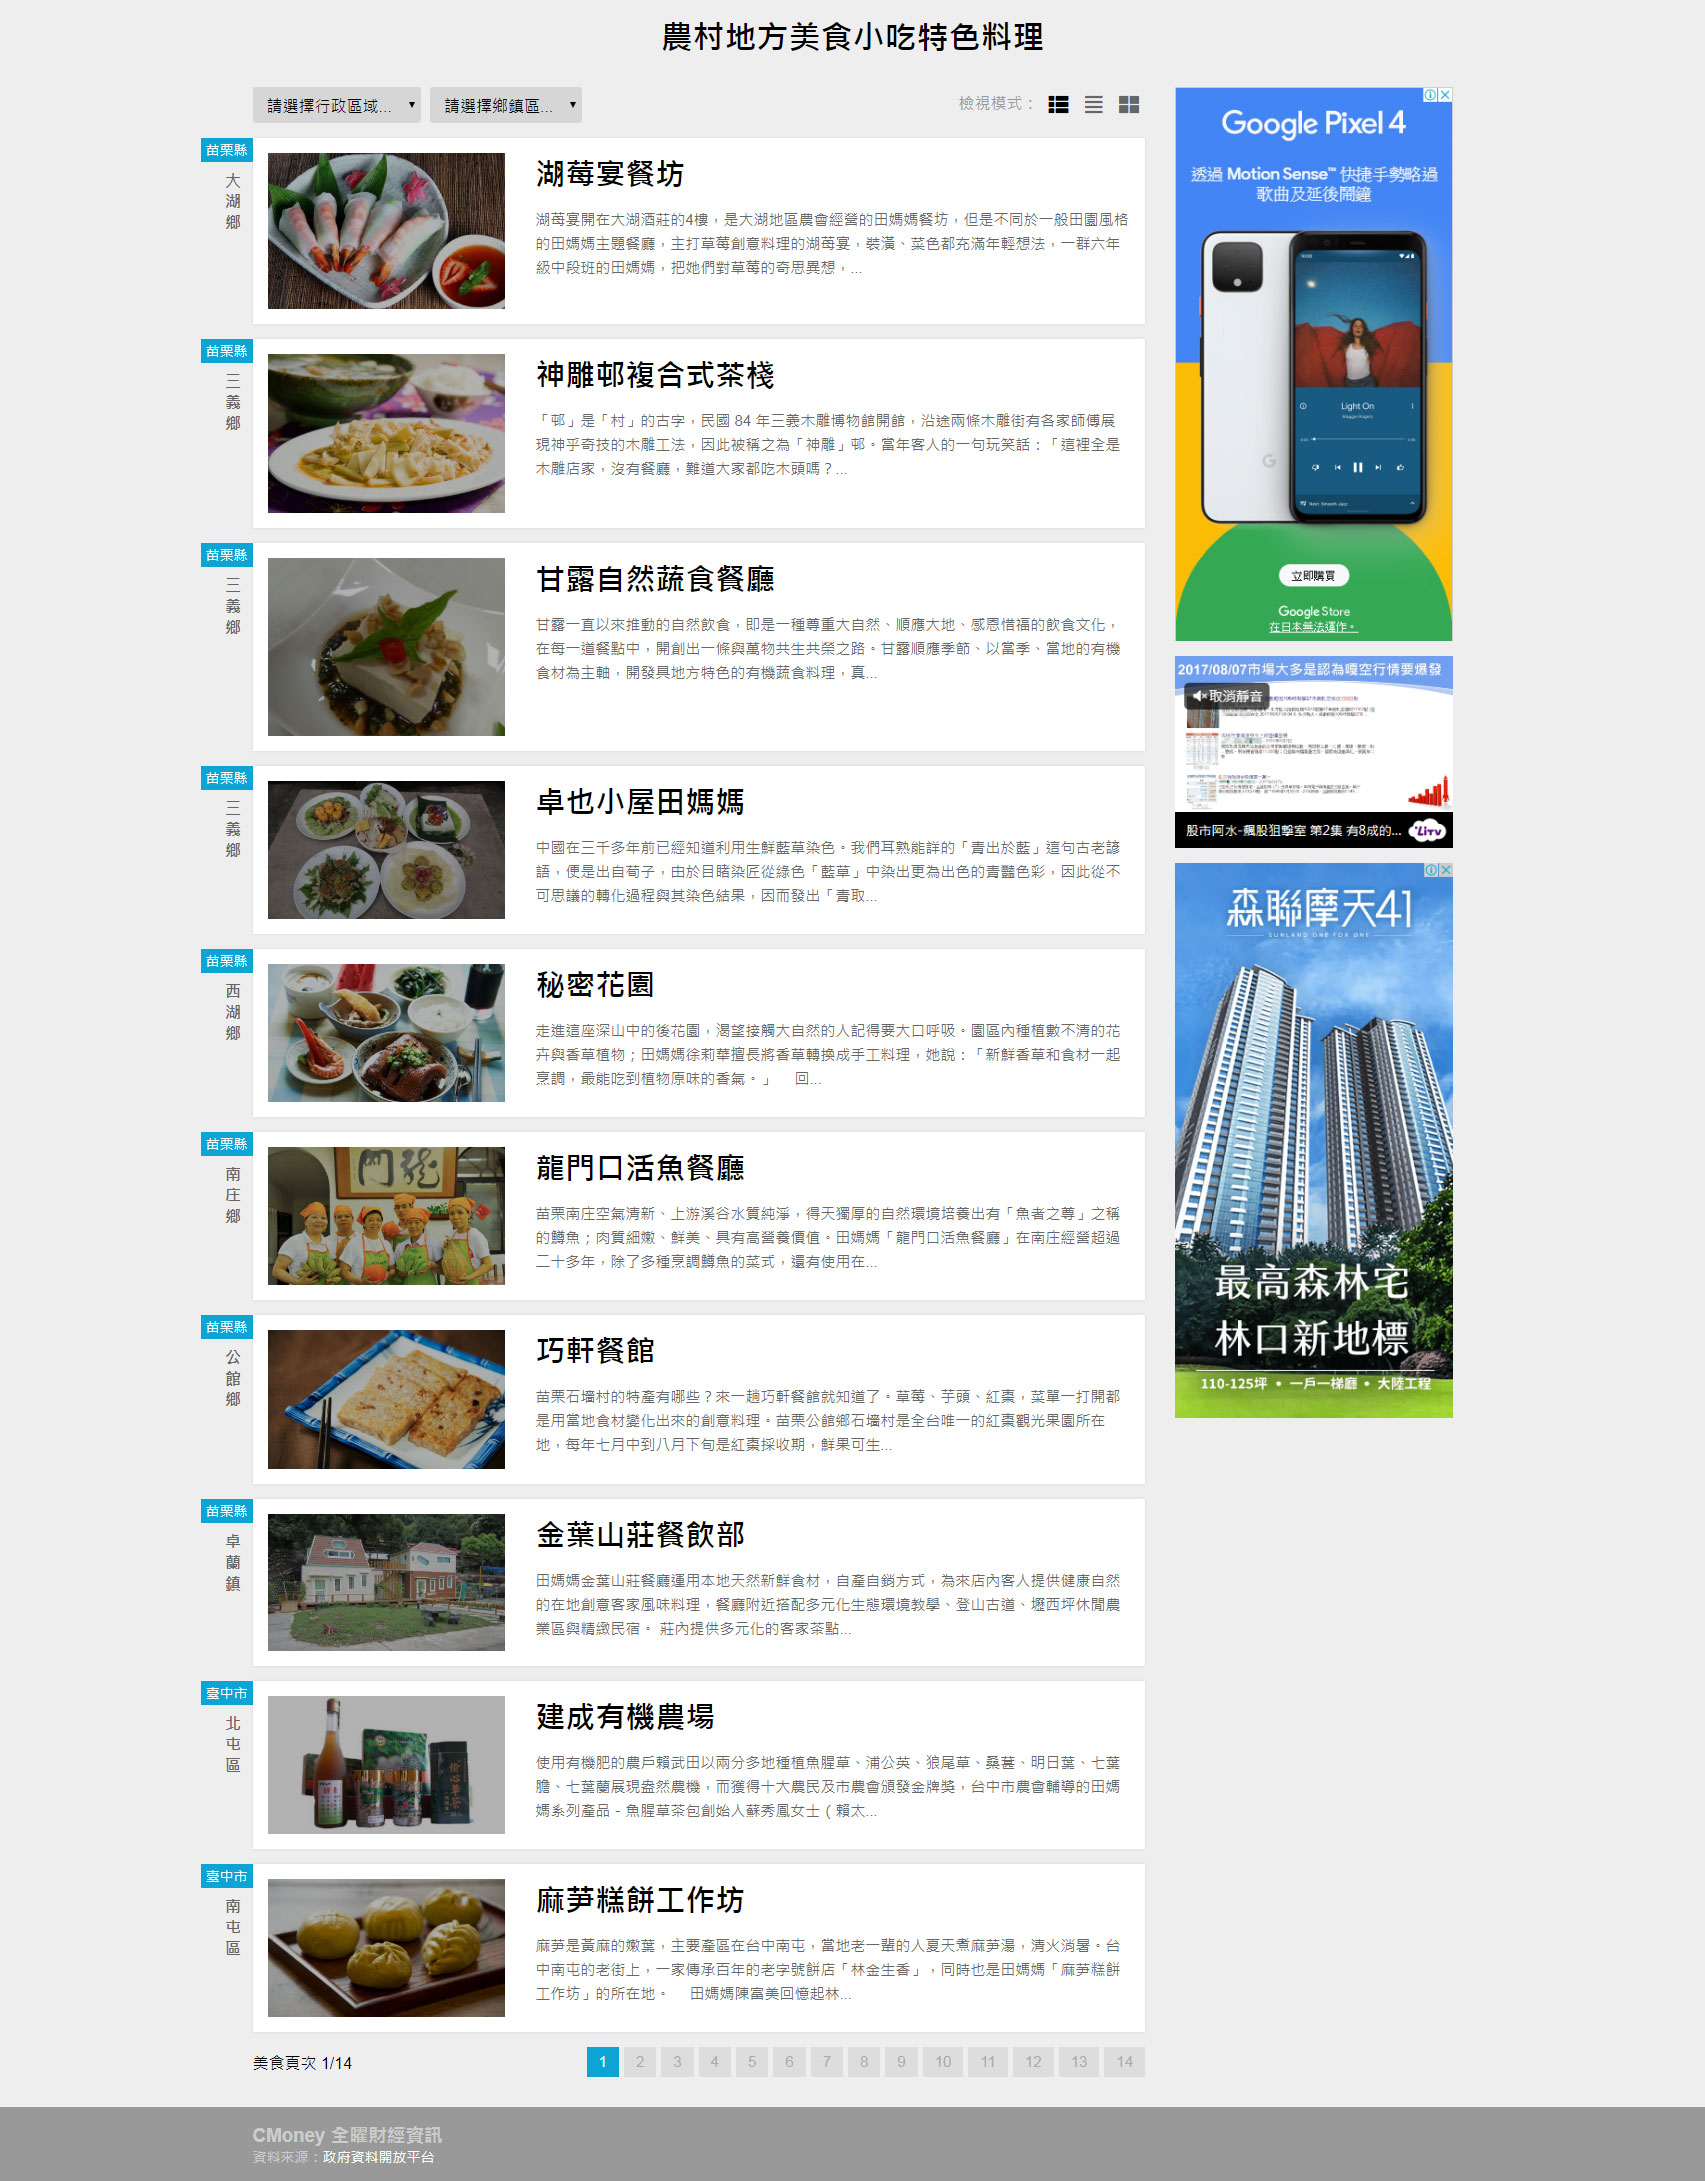 農村地方美食小吃特色料理
請選擇行政區域...
請選擇鄉鎮區...
檢視模式：
苗栗縣
大湖鄉
湖莓宴餐坊
湖莓宴開在大湖酒莊的4樓，是大湖地區農會經營的田媽媽餐坊，但是不同於一般田園風格
的田媽媽主題餐廳，主打草莓創意料理的湖莓宴，裝潢、菜色都充滿年輕想法，一群六年
級中段班的田媽媽，把她們對草莓的奇思異想，...
苗栗縣
三義鄉
神雕邨複合式茶棧
「邨」是「村」的古字，民國 84 年三義木雕博物館開館，沿途兩條木雕街有各家師傅展
現神乎奇技的木雕工法，因此被稱之為「神雕」邨。當年客人的一句玩笑話：「這裡全是
木雕店家，沒有餐廳，難道大家都吃木頭嗎？...
苗栗縣
三義鄉
甘露自然蔬食餐廳
甘露一直以來推動的自然飲食，即是一種尊重大自然、順應大地、感恩惜福的飲食文化，
在每一道餐點中，開創出一條與萬物共生共榮之路。甘露順應季節、以當季、當地的有機
食材為主軸，開發具地方特色的有機蔬食料理，真...
苗栗縣
三義鄉
卓也小屋田媽媽
中國在三千多年前已經知道利用生鮮藍草染色。我們耳熟能詳的「青出於藍」這句古老諺
語，便是出自荀子，由於目睹染匠從綠色「藍草」中染出更為出色的青豔色彩，因此從不
可思議的轉化過程與其染色結果，因而發出「青取...
苗栗縣
西湖鄉
秘密花園
走進這座深山中的後花園，渴望接觸大自然的人記得要大口呼吸。園區內種植數不清的花
卉與香草植物；田媽媽徐莉華擅長將香草轉換成手工料理，她說：「新鮮香草和食材一起
烹調，最能吃到植物原味的香氣。」　回...
苗栗縣
南庄鄉
龍門口活魚餐廳
苗栗南庄空氣清新、上游溪谷水質純淨，得天獨厚的自然環境培養出有「魚者之尊」之稱
的鱒魚；肉質細嫩、鮮美、具有高營養價值。田媽媽「龍門口活魚餐廳」在南庄經營超過
二十多年，除了多種烹調鱒魚的菜式，還有使用在...
苗栗縣
公館鄉
巧軒餐館
苗栗石墻村的特產有哪些？來一趟巧軒餐館就知道了。草莓、芋頭、紅棗，菜單一打開都
是用當地食材變化出來的創意料理。苗栗公館鄉石墻村是全台唯一的紅棗觀光果園所在
地，每年七月中到八月下旬是紅棗採收期，鮮果可生...
苗栗縣
卓蘭鎮
金葉山莊餐飲部
田媽媽金葉山莊餐廳運用本地天然新鮮食材，自產自銷方式，為來店內客人提供健康自然
的在地創意客家風味料理，餐廳附近搭配多元化生態環境教學、登山古道、壢西坪休閒農
業區與精緻民宿。 莊內提供多元化的客家茶點...
臺中市
北屯區
建成有機農場
使用有機肥的農戶賴武田以兩分多地種植魚腥草、浦公英、狼尾草、桑葚、明日葉、七葉
膽、七葉蘭展現盎然農機，而獲得十大農民及市農會頒發金牌獎，台中市農會輔導的田媽
媽系列產品 - 魚腥草茶包創始人蘇秀鳳女士 ( 賴太...
臺中市
南屯區
麻芛糕餅工作坊
麻芛是黃麻的嫩葉，主要產區在台中南屯，當地老一輩的人夏天煮麻芛湯，清火消暑。台
中南屯的老街上，一家傳承百年的老字號餅店「林金生香」，同時也是田媽媽「麻芛糕餅
工作坊」的所在地。　田媽媽陳富美回憶起林...
美食頁次 1/14
1 2 3 4 5 6 7 8 9 10 11 12 13 14
Google Pixel 4
透過 Motion Sense™ 快捷手勢略過
歌曲及延後鬧鐘
Light On
立即購買
Google Store
在日本無法運作。
2017/08/07市場大多是認為嘎空行情要爆發
取消靜音
股市阿水-飆股狙擊室 第2集 有8成的...
LiTV
森聯摩天41
SUNLAND ONE FOR ONE
最高森林宅
林口新地標
110-125坪 • 一戶一梯廳 • 大陸工程
CMoney 全曜財經資訊
資料來源：政府資料開放平台